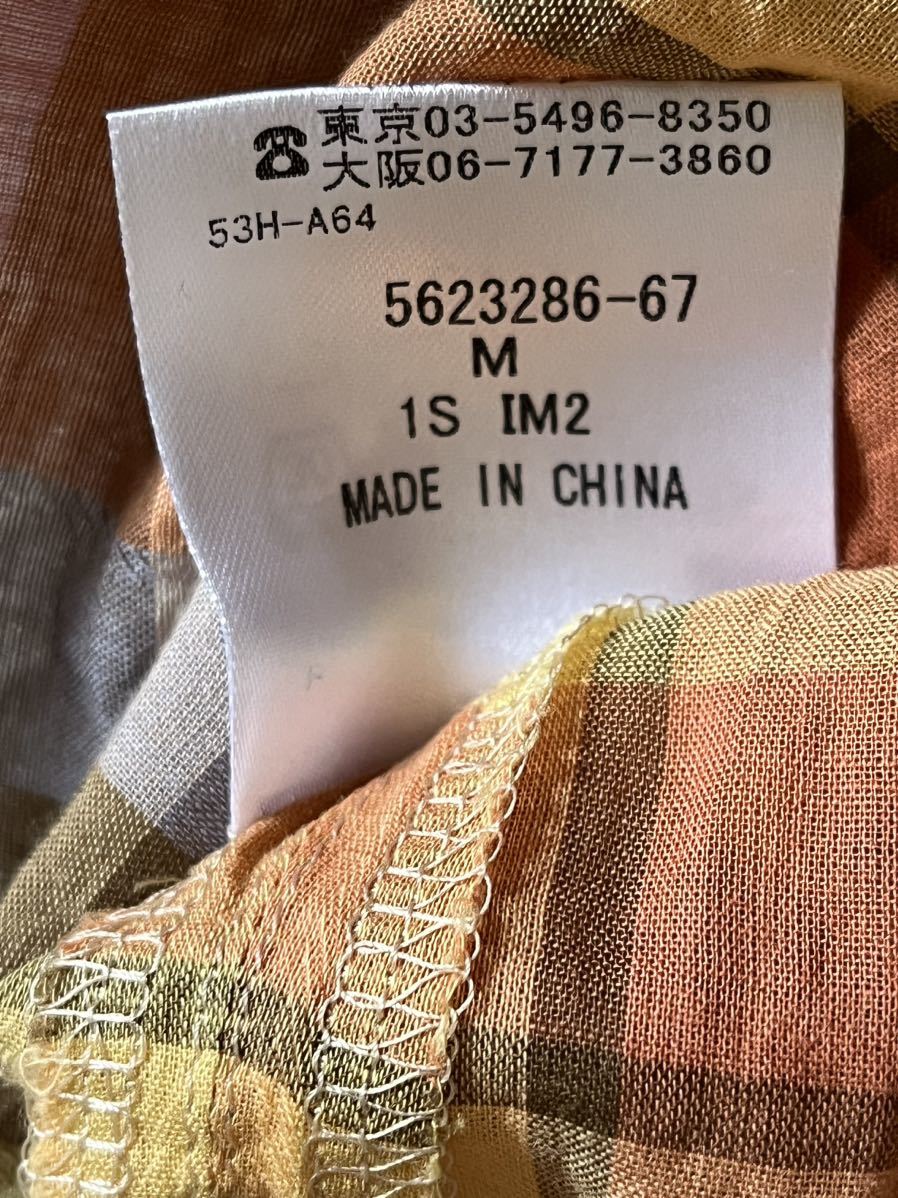 ☎東京03-5496-8350
大阪06-7177-3860
53H-A64
5623286-67
M
1S IM2
MADE IN CHINA